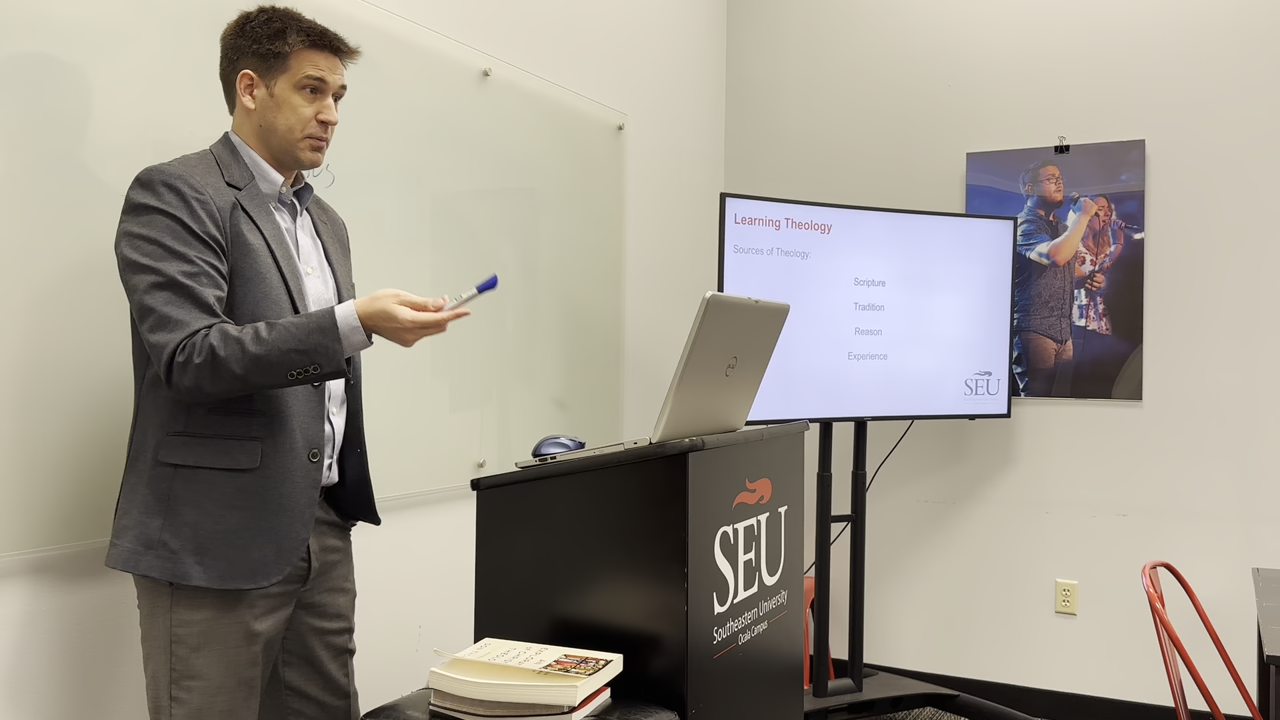 Learning Theology
Sources of Theology:
Scripture
Tradition
Reason
Experience
SEU
SEU
Southeastern University
Ocala Campus